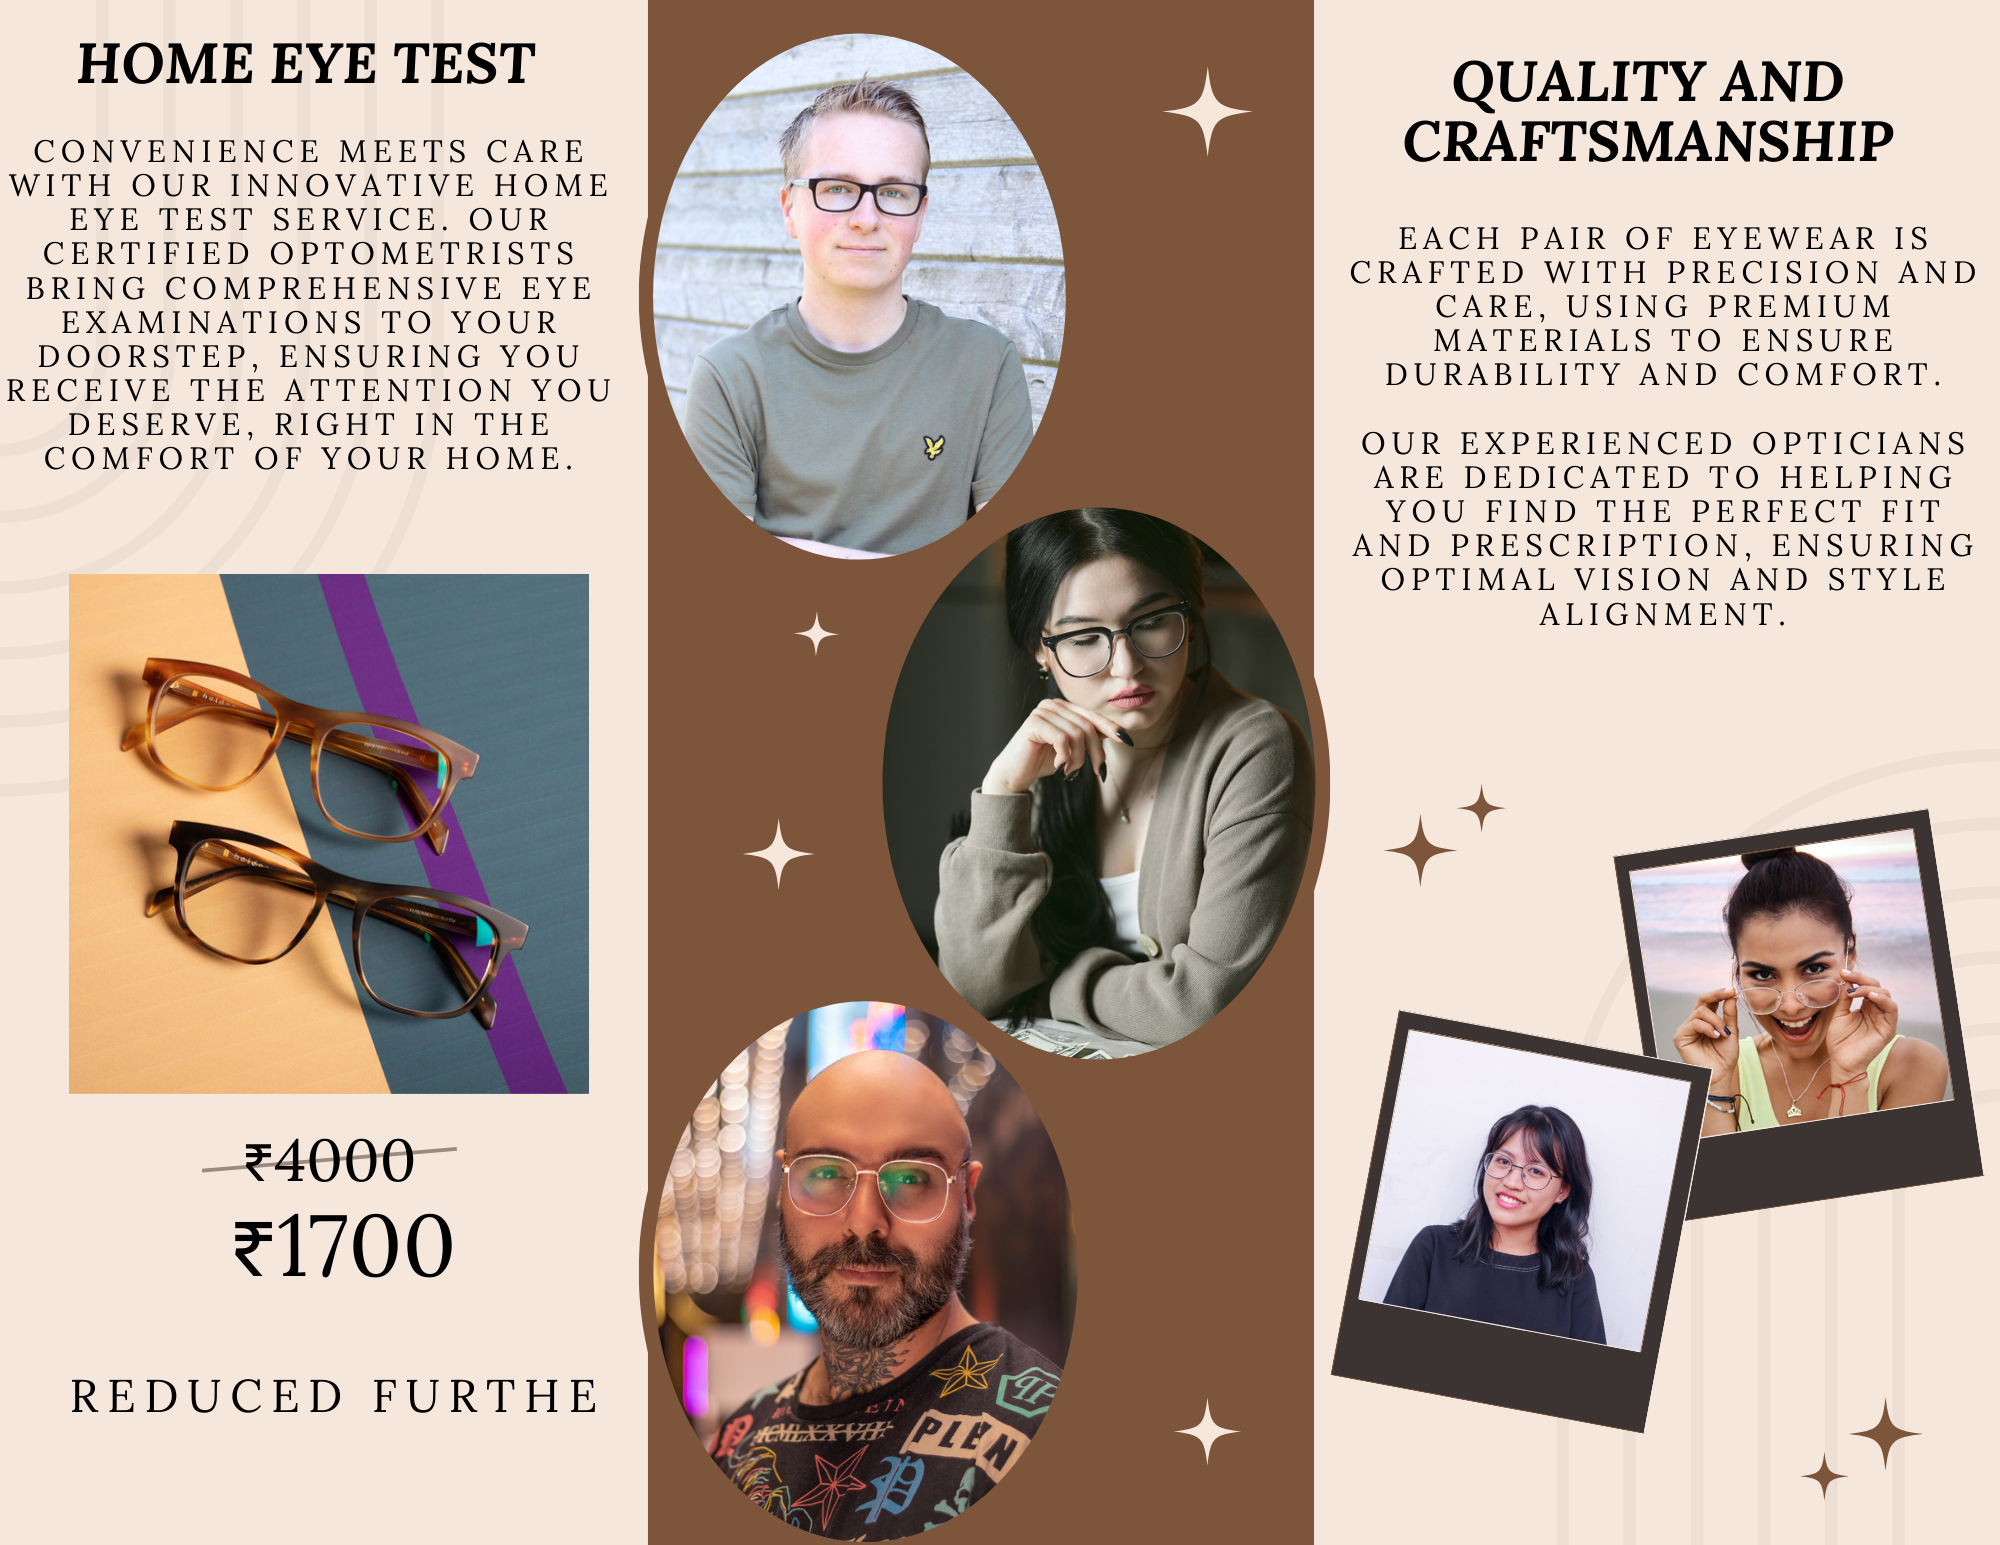 HOME EYE TEST
CONVENIENCE MEETS CARE
WITH OUR INNOVATIVE HOME
EYE TEST SERVICE. OUR
CERTIFIED OPTOMETRISTS
BRING COMPREHENSIVE EYE
EXAMINATIONS TO YOUR
DOORSTEP, ENSURING YOU
RECEIVE THE ATTENTION YOU
DESERVE, RIGHT IN THE
COMFORT OF YOUR HOME.
₹4000
₹1700
REDUCED FURTHE
MCMLXXVIII
PLEIN
QUALITY AND
CRAFTSMANSHIP
EACH PAIR OF EYEWEAR IS
CRAFTED WITH PRECISION AND
CARE, USING PREMIUM
MATERIALS TO ENSURE
DURABILITY AND COMFORT.
OUR EXPERIENCED OPTICIANS
ARE DEDICATED TO HELPING
YOU FIND THE PERFECT FIT
AND PRESCRIPTION, ENSURING
OPTIMAL VISION AND STYLE
ALIGNMENT.